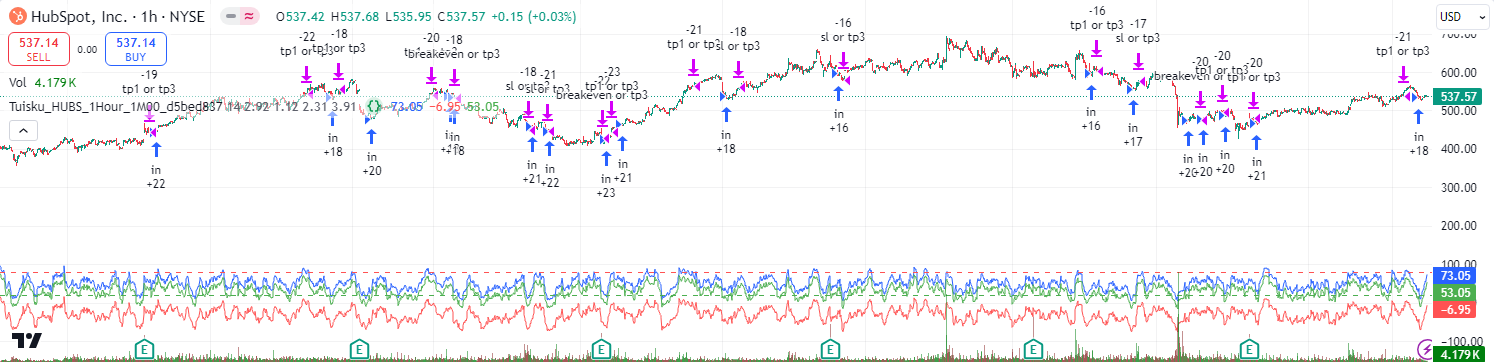 HubSpot, Inc. · 1h · NYSE
O537.42 H537.68 L535.95 C537.57 +0.15 (+0.03%)
USD
537.14
SELL
0.00
537.14
BUY
Vol 4.179 K
Tuisku_HUBS_1Hour_1M00_d5bed837 14 2.92 1.12 2.31 3.91
73.05 −6.95 53.05
-19
tp1 or tp3
in
+22
-22
tp1 or tp3
-18
tp1 or tp3
in
+18
in
+20
-20
-18
breakeven or tp3
in
+18
-18
sl or tp3
-21
in
+21
in
+22
-22
-23
breakeven or tp3
in
+23
in
+21
-21
tp1 or tp3
-18
sl or tp3
in
+18
-16
sl or tp3
in
+16
-16
tp1 or tp3
-17
sl or tp3
in
+16
in
+17
-20
breakeven or tp3
-20
tp1 or tp3
-20
tp1 or tp3
in
+20
in
+20
in
+20
in
+21
-21
tp1 or tp3
in
+18
700.00
600.00
537.57
500.00
400.00
300.00
200.00
100.00
73.05
53.05
−6.95
−100.00
4.179 K
E
E
E
E
E
E